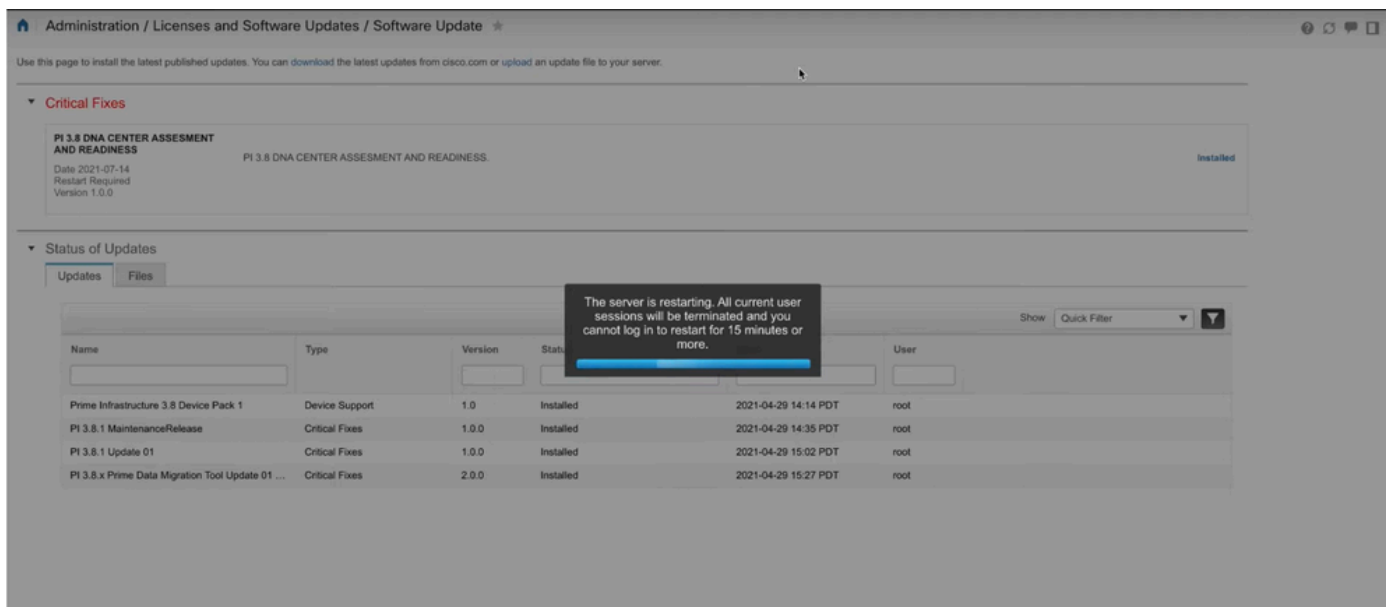 Administration / Licenses and Software Updates / Software Update
Use this page to install the latest published updates. You can download the latest updates from cisco.com or upload an update file to your server.
Critical Fixes
PI 3.8 DNA CENTER ASSESMENT
AND READINESS
PI 3.8 DNA CENTER ASSESMENT AND READINESS.
Installed
Date 2021-07-14
Restart Required
Version 1.0.0
Status of Updates
Updates Files
The server is restarting. All current user
sessions will be terminated and you
cannot log in to restart for 15 minutes or
more.
Show Quick Filter
Name Type Version User
Prime Infrastructure 3.8 Device Pack 1 Device Support 1.0 Installed 2021-04-29 14:14 PDT root
PI 3.8.1 MaintenanceRelease Critical Fixes 1.0.0 Installed 2021-04-29 14:35 PDT root
PI 3.8.1 Update 01 Critical Fixes 1.0.0 Installed 2021-04-29 15:02 PDT root
PI 3.8.x Prime Data Migration Tool Update 01 ... Critical Fixes 2.0.0 Installed 2021-04-29 15:27 PDT root